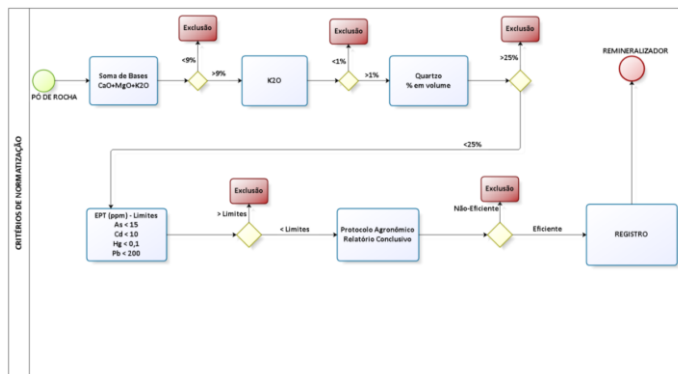 CRITÉRIOS DE NORMATIZAÇÃO
PÓ DE ROCHA
Soma de Bases
CaO+MgO+K2O
<9%
Exclusão
>9%
K2O
<1%
Exclusão
>1%
Quartzo
% em volume
>25%
Exclusão
<25%
EPT (ppm) - Limites
As < 15
Cd < 10
Hg < 0,1
Pb < 200
> Limites
Exclusão
< Limites
Protocolo Agronômico
Relatório Conclusivo
Não-Eficiente
Exclusão
Eficiente
REGISTRO
REMINERALIZADOR